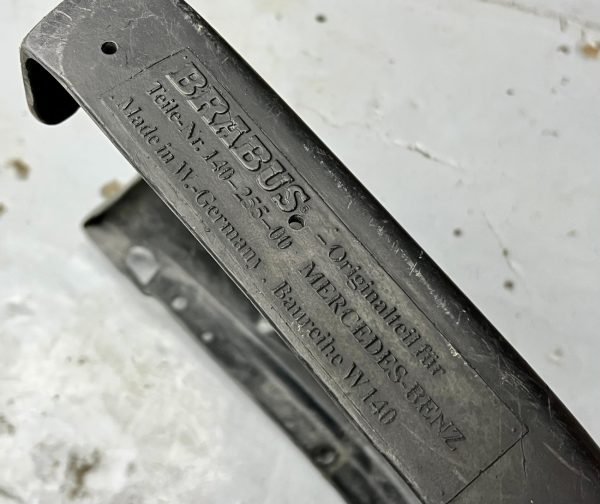 BRABUS® -Originalteil für
Teile-Nr. 140-255-00 MERCEDES-BENZ
Made in W.-Germany . Baureihe W 140